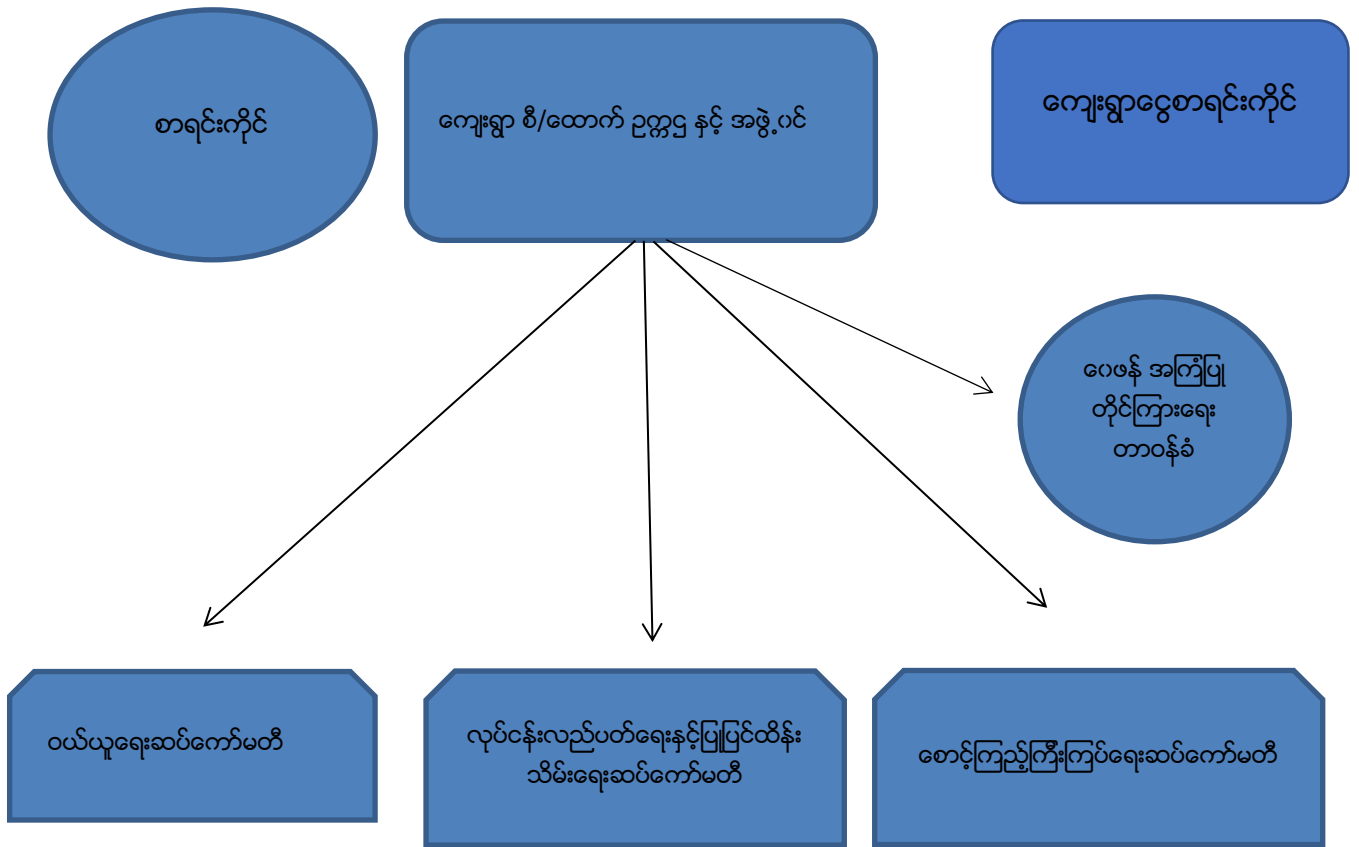 စာရင်းကိုင်
ကျေးရွာ စီ/ထောက် ဥက္ကဌ နှင့် အဖွဲ့၀င်
ကျေးရွာငွေစာရင်းကိုင်
ဝေဖန် အကြံပြု
တိုင်ကြားရေး
တာဝန်ခံ
ဝယ်ယူရေးဆပ်ကော်မတီ
လုပ်ငန်းလည်ပတ်ရေးနှင့်ပြုပြင်ထိန်း
သိမ်းရေးဆပ်ကော်မတီ
စောင့်ကြည့်ကြီးကြပ်ရေးဆပ်ကော်မတီ